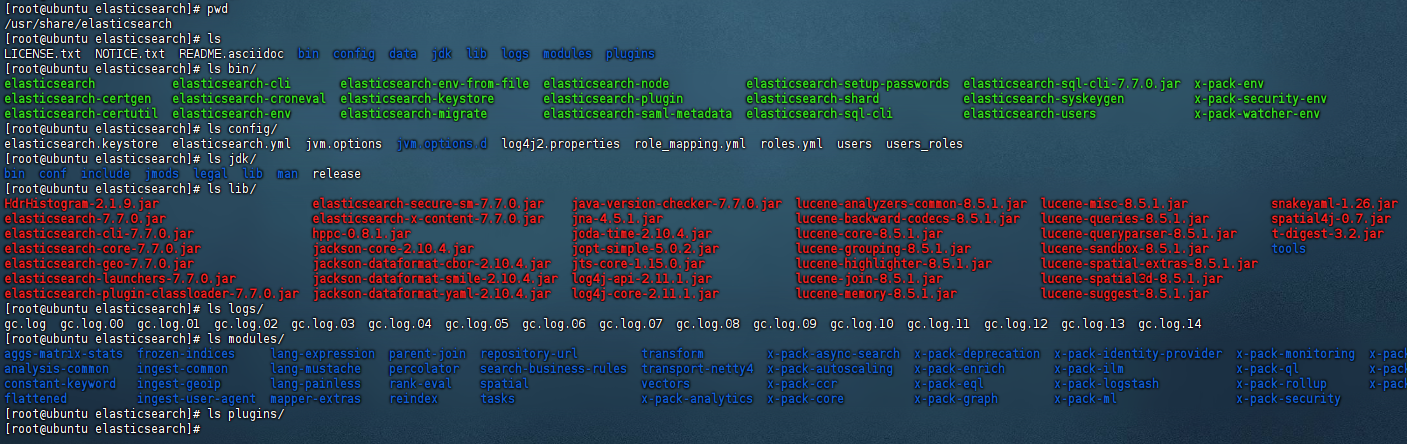 [root@ubuntu elasticsearch]# pwd
/usr/share/elasticsearch
[root@ubuntu elasticsearch]# ls
LICENSE.txt  NOTICE.txt  README.asciidoc  bin  config  data  jdk  lib  logs  modules  plugins
[root@ubuntu elasticsearch]# ls bin/
elasticsearch  elasticsearch-cli  elasticsearch-env-from-file  elasticsearch-node  elasticsearch-setup-passwords  elasticsearch-sql-cli-7.7.0.jar  x-pack-env
elasticsearch-certgen  elasticsearch-croneval  elasticsearch-keystore  elasticsearch-plugin  elasticsearch-shard  elasticsearch-syskeygen  x-pack-security-env
elasticsearch-certutil  elasticsearch-env  elasticsearch-migrate  elasticsearch-saml-metadata  elasticsearch-sql-cli  elasticsearch-users  x-pack-watcher-env
[root@ubuntu elasticsearch]# ls config/
elasticsearch.keystore  elasticsearch.yml  jvm.options  jvm.options.d  log4j2.properties  role_mapping.yml  roles.yml  users  users_roles
[root@ubuntu elasticsearch]# ls jdk/
bin  conf  include  jmods  legal  lib  man  release
[root@ubuntu elasticsearch]# ls lib/
HdrHistogram-2.1.9.jar  elasticsearch-secure-sm-7.7.0.jar  java-version-checker-7.7.0.jar  lucene-analyzers-common-8.5.1.jar  lucene-misc-8.5.1.jar  snakeyaml-1.26.jar
elasticsearch-7.7.0.jar  elasticsearch-x-content-7.7.0.jar  jna-4.5.1.jar  lucene-backward-codecs-8.5.1.jar  lucene-queries-8.5.1.jar  spatial4j-0.7.jar
elasticsearch-cli-7.7.0.jar  hppc-0.8.1.jar  joda-time-2.10.4.jar  lucene-core-8.5.1.jar  lucene-queryparser-8.5.1.jar  t-digest-3.2.jar
elasticsearch-core-7.7.0.jar  jackson-core-2.10.4.jar  jopt-simple-5.0.2.jar  lucene-grouping-8.5.1.jar  lucene-sandbox-8.5.1.jar  tools
elasticsearch-geo-7.7.0.jar  jackson-dataformat-cbor-2.10.4.jar  jts-core-1.15.0.jar  lucene-highlighter-8.5.1.jar  lucene-spatial-extras-8.5.1.jar
elasticsearch-launchers-7.7.0.jar  jackson-dataformat-smile-2.10.4.jar  log4j-api-2.11.1.jar  lucene-join-8.5.1.jar  lucene-spatial3d-8.5.1.jar
elasticsearch-plugin-classloader-7.7.0.jar  jackson-dataformat-yaml-2.10.4.jar  log4j-core-2.11.1.jar  lucene-memory-8.5.1.jar  lucene-suggest-8.5.1.jar
[root@ubuntu elasticsearch]# ls logs/
gc.log  gc.log.00  gc.log.01  gc.log.02  gc.log.03  gc.log.04  gc.log.05  gc.log.06  gc.log.07  gc.log.08  gc.log.09  gc.log.10  gc.log.11  gc.log.12  gc.log.13  gc.log.14
[root@ubuntu elasticsearch]# ls modules/
aggs-matrix-stats  frozen-indices  lang-expression  parent-join  repository-url  transform  x-pack-async-search  x-pack-deprecation  x-pack-identity-provider  x-pack-monitoring  x-pack
analysis-common  ingest-common  lang-mustache  percolator  search-business-rules  transport-netty4  x-pack-autoscaling  x-pack-enrich  x-pack-ilm  x-pack-ql  x-pack
constant-keyword  ingest-geoip  lang-painless  rank-eval  spatial  vectors  x-pack-ccr  x-pack-eql  x-pack-logstash  x-pack-rollup  x-pack
flattened  ingest-user-agent  mapper-extras  reindex  tasks  x-pack-analytics  x-pack-core  x-pack-graph  x-pack-ml  x-pack-security
[root@ubuntu elasticsearch]# ls plugins/
[root@ubuntu elasticsearch]#